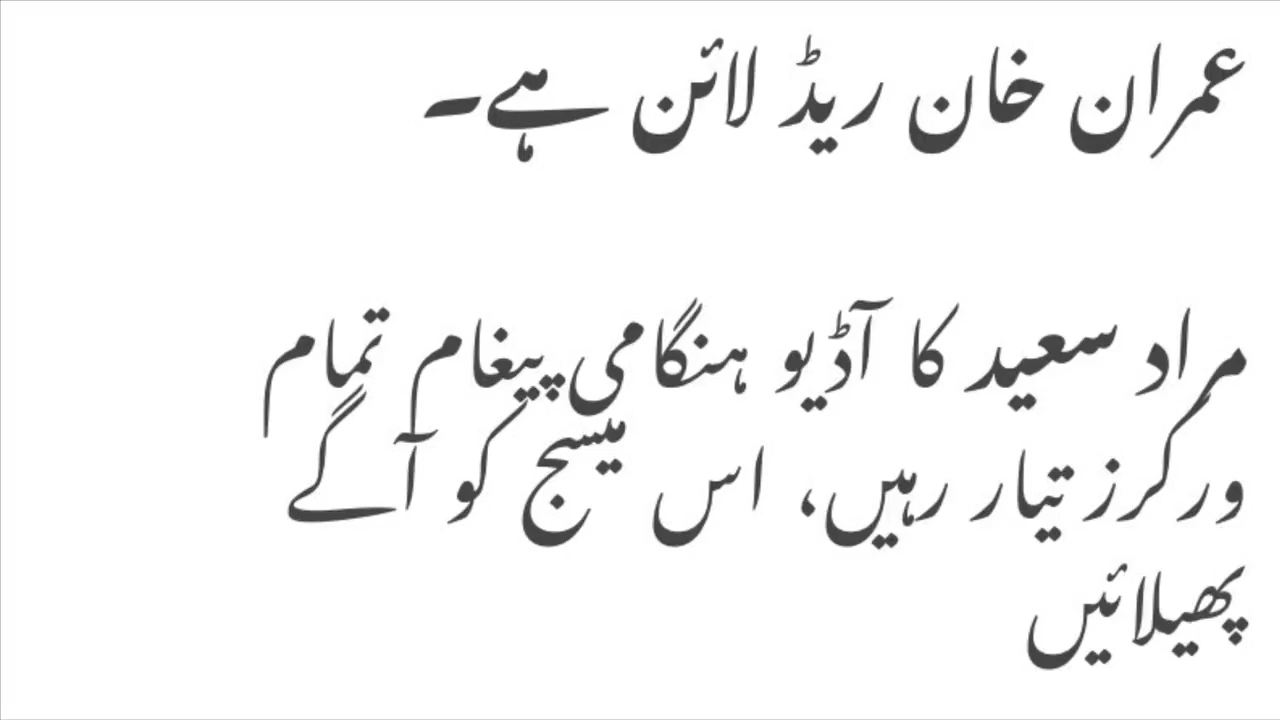 عمران خان ریڈ لائن ہے۔
مراد سعید کا آڈیو ہنگامی پیغام تمام
ورکرز تیار رہیں، اس میسج کو آگے
پھیلائیں